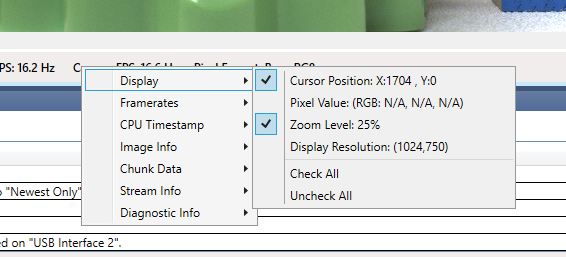 PS: 16.2 Hz
Display
Framerates
CPU Timestamp
Image Info
Chunk Data
Stream Info
Diagnostic Info
Cursor Position: X:1704 , Y:0
Pixel Value: (RGB: N/A, N/A, N/A)
Zoom Level: 25%
Display Resolution: (1024,750)
Check All
Uncheck All
"Newest Only"
ed on "USB Interface 2".